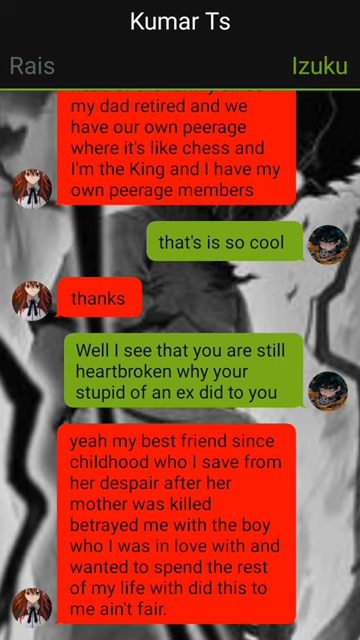 Kumar Ts
Rais Izuku
my dad retired and we
have our own peerage
where it's like chess and
I'm the King and I have my
own peerage members
that's is so cool
thanks
Well I see that you are still
heartbroken why your
stupid of an ex did to you
yeah my best friend since
childhood who I save from
her despair after her
mother was killed
betrayed me with the boy
who I was in love with and
wanted to spend the rest
of my life with did this to
me ain't fair.